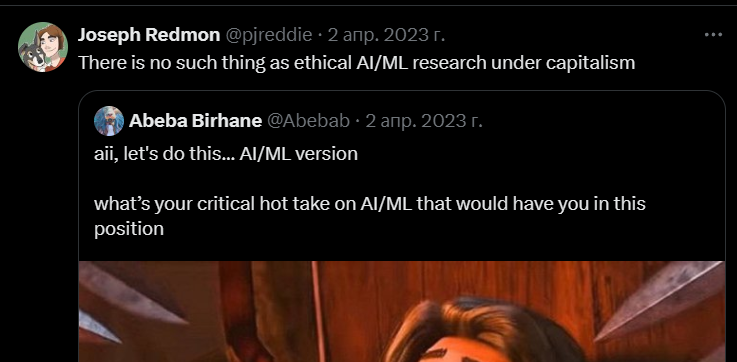 Joseph Redmon @pjreddie · 2 апр. 2023 г.
There is no such thing as ethical AI/ML research under capitalism
Abeba Birhane @Abebab · 2 апр. 2023 г.
aii, let's do this... AI/ML version
what’s your critical hot take on AI/ML that would have you in this
position